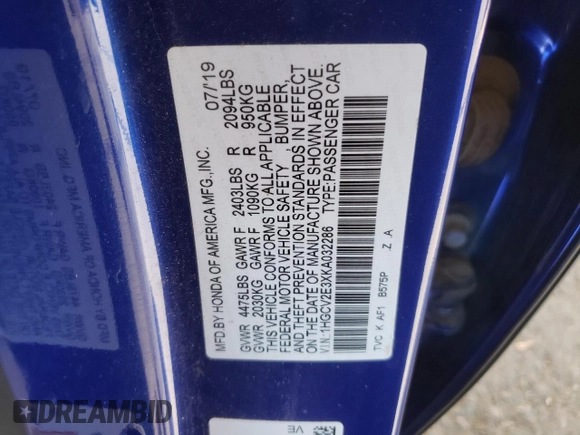 MFD.BY HONDA OF AMERICA MFG.,INC. 07/'19
GVWR 4475LBS GAWR F 2403LBS R 2094LBS
GVWR 2030KG GAWR F 1090KG R 950KG
THIS VEHICLE CONFORMS TO ALL APPLICABLE
FEDERAL MOTOR VEHICLE SAFETY , BUMPER,
AND THEFT PREVENTION STANDARDS IN EFFECT
ON THE DATE OF MANUFACTURE SHOWN ABOVE.
V.I.N.:1HGCV2E3XKA032286 TYPE:PASSENGER CAR
TVC K AF1 B575P Z _A
VE
DREAMBID